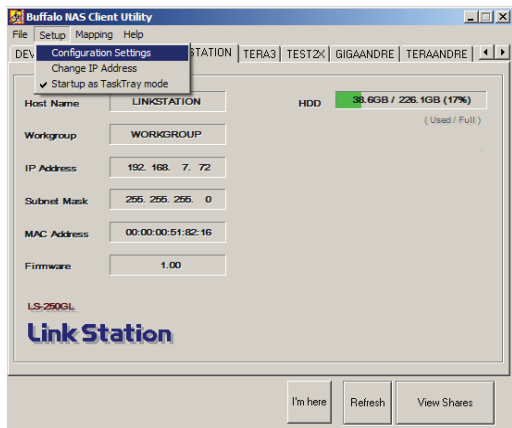 Buffalo NAS Client Utility
File Setup Mapping Help
Configuration Settings
Change IP Address
✓ Startup as TaskTray mode
DEV STATION TERA3 TEST2X GIGAANDRE TERAANDRE
Host Name LINKSTATION HDD 38.6GB / 226.1GB (17%)
( Used / Full )
Workgroup WORKGROUP
IP Address 192. 168. 7. 72
Subnet Mask 255. 255. 255. 0
MAC Address 00:00:00:51:82:16
Firmware 1.00
LS-250GL
Link Station
I'm here Refresh View Shares